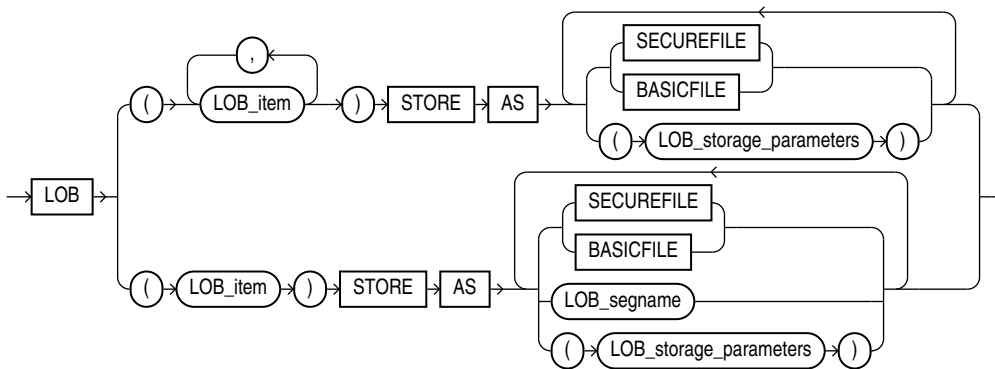 SECUREFILE
,
BASICFILE
( LOB_item ) STORE AS
( LOB_storage_parameters )
LOB
SECUREFILE
BASICFILE
( LOB_item ) STORE AS
LOB_segname
( LOB_storage_parameters )